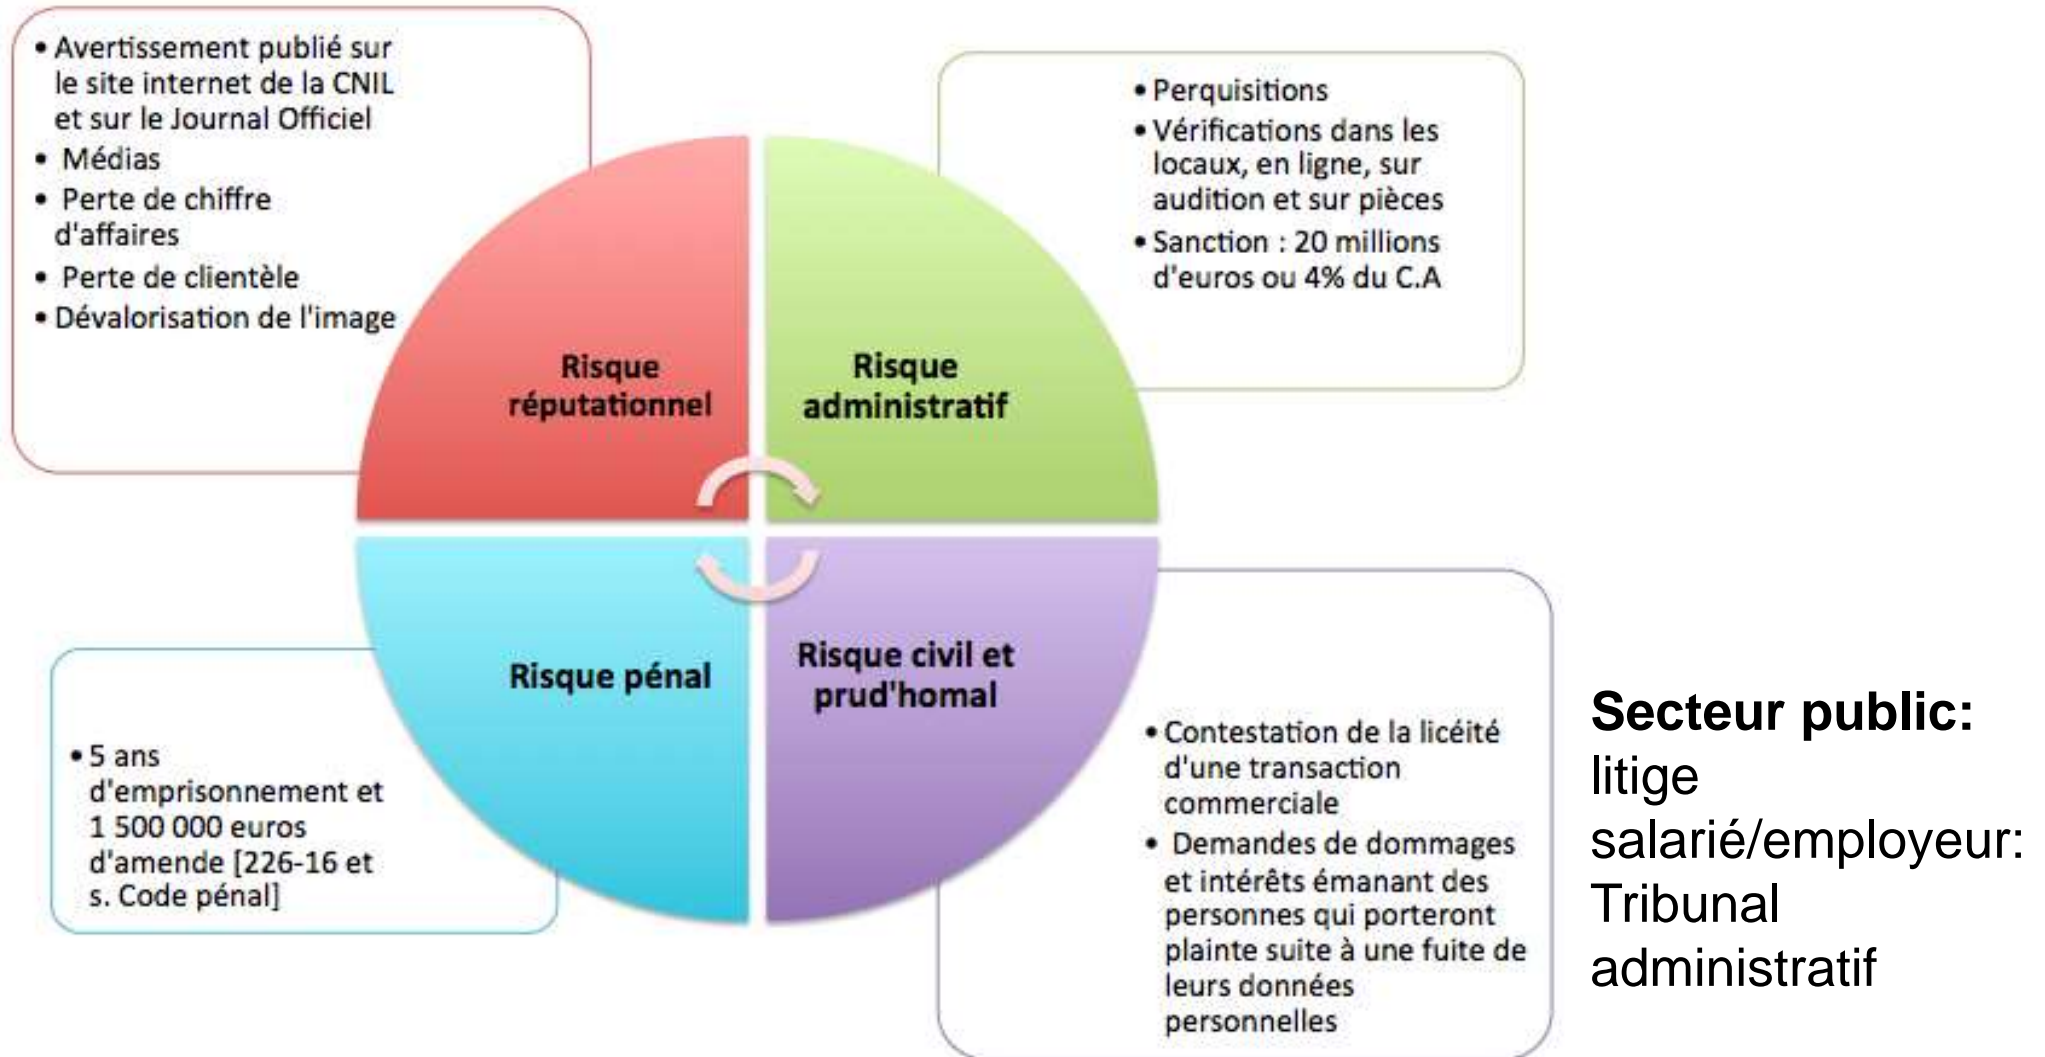 • Avertissement publié sur
le site internet de la CNIL
et sur le Journal Officiel
• Médias
• Perte de chiffre
d'affaires
• Perte de clientèle
• Dévalorisation de l'image
Risque
réputationnel
• Perquisitions
• Vérifications dans les
locaux, en ligne, sur
audition et sur pièces
• Sanction : 20 millions
d'euros ou 4% du C.A
Risque
administratif
Risque pénal
• 5 ans
d'emprisonnement et
1 500 000 euros
d'amende [226-16 et
s. Code pénal]
Risque civil et
prud'homal
• Contestation de la licéité
d'une transaction
commerciale
• Demandes de dommages
et intérêts émanant des
personnes qui porteront
plainte suite à une fuite de
leurs données
personnelles
Secteur public:
litige
salarié/employeur:
Tribunal
administratif